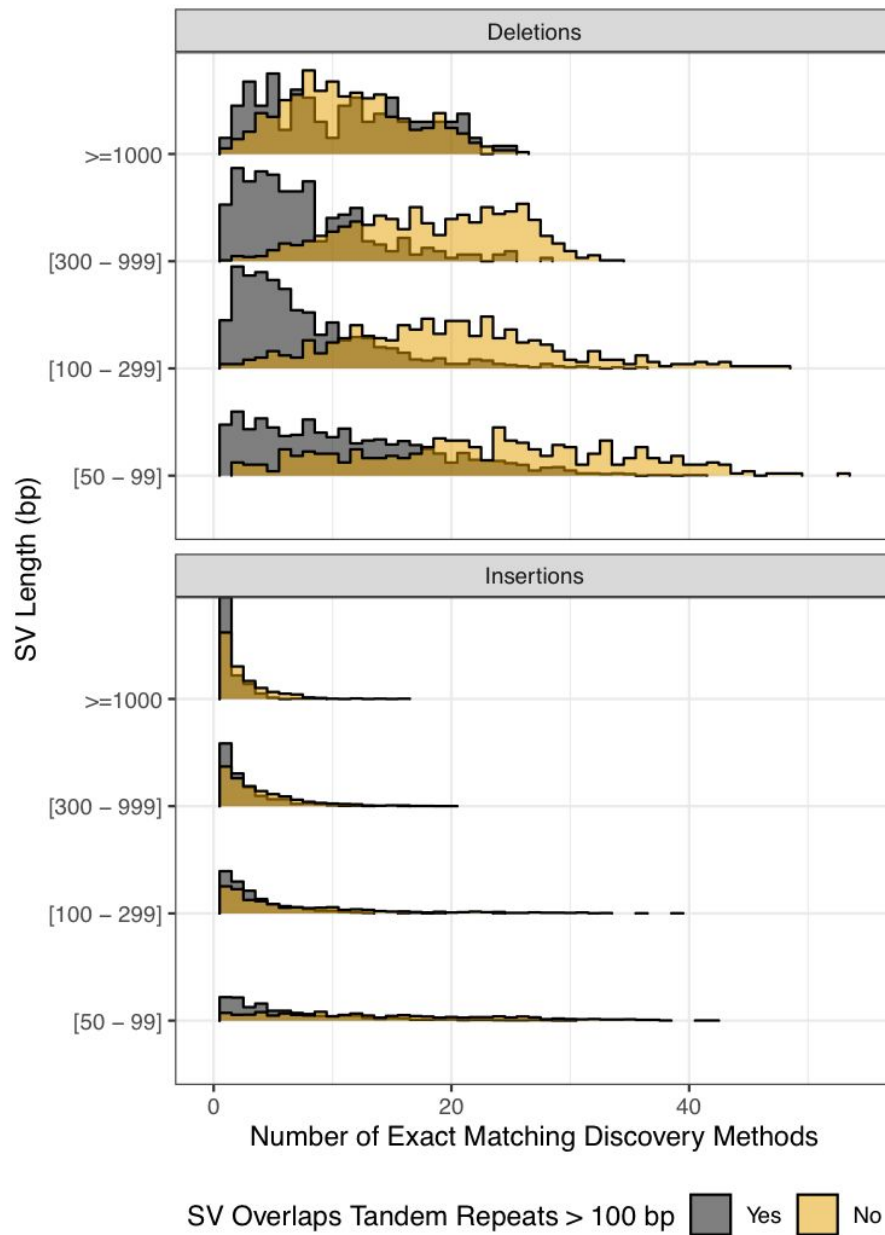 Deletions
>=1000
[300 – 999]
[100 – 299]
[50 – 99]
SV Length (bp)
Insertions
>=1000
[300 – 999]
[100 – 299]
[50 – 99]
0 20 40
Number of Exact Matching Discovery Methods
SV Overlaps Tandem Repeats > 100 bp Yes No